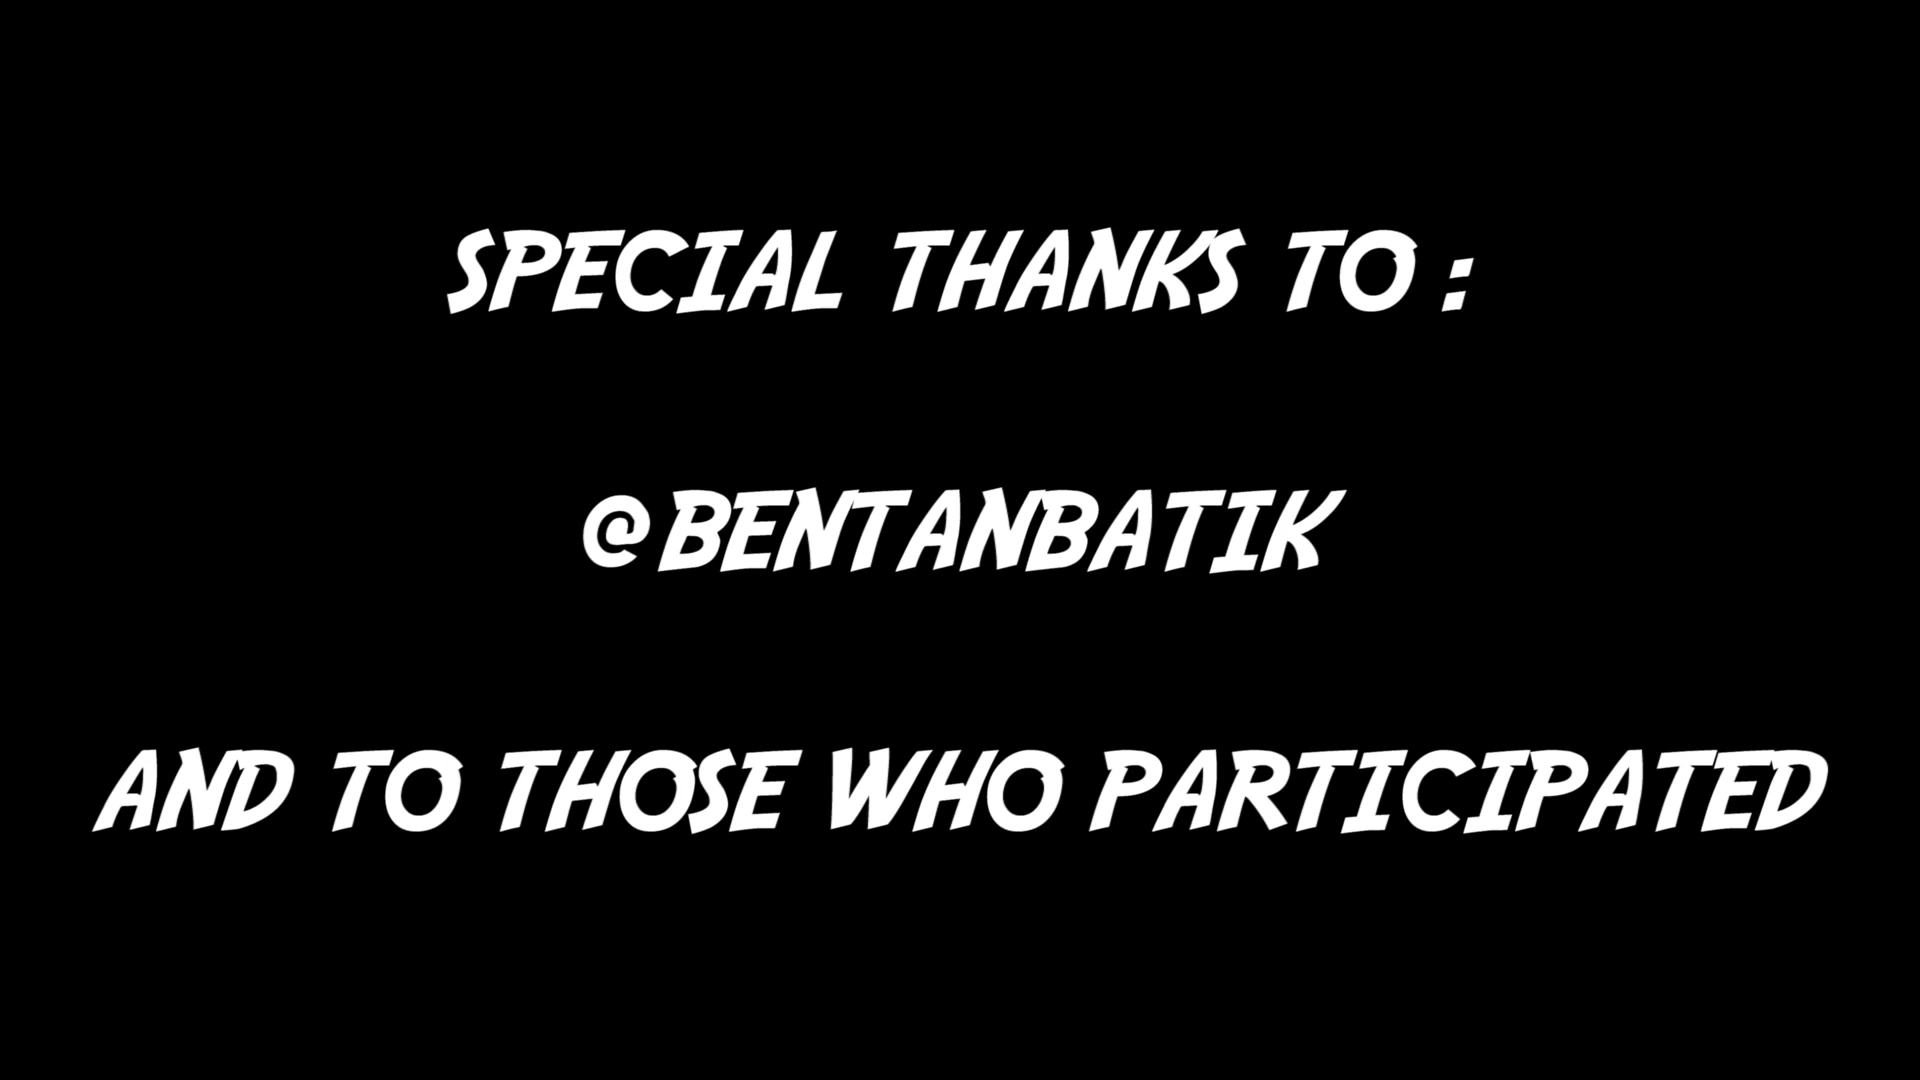 SPECIAL THANKS TO :
@BENTANBATIK
AND TO THOSE WHO PARTICIPATED